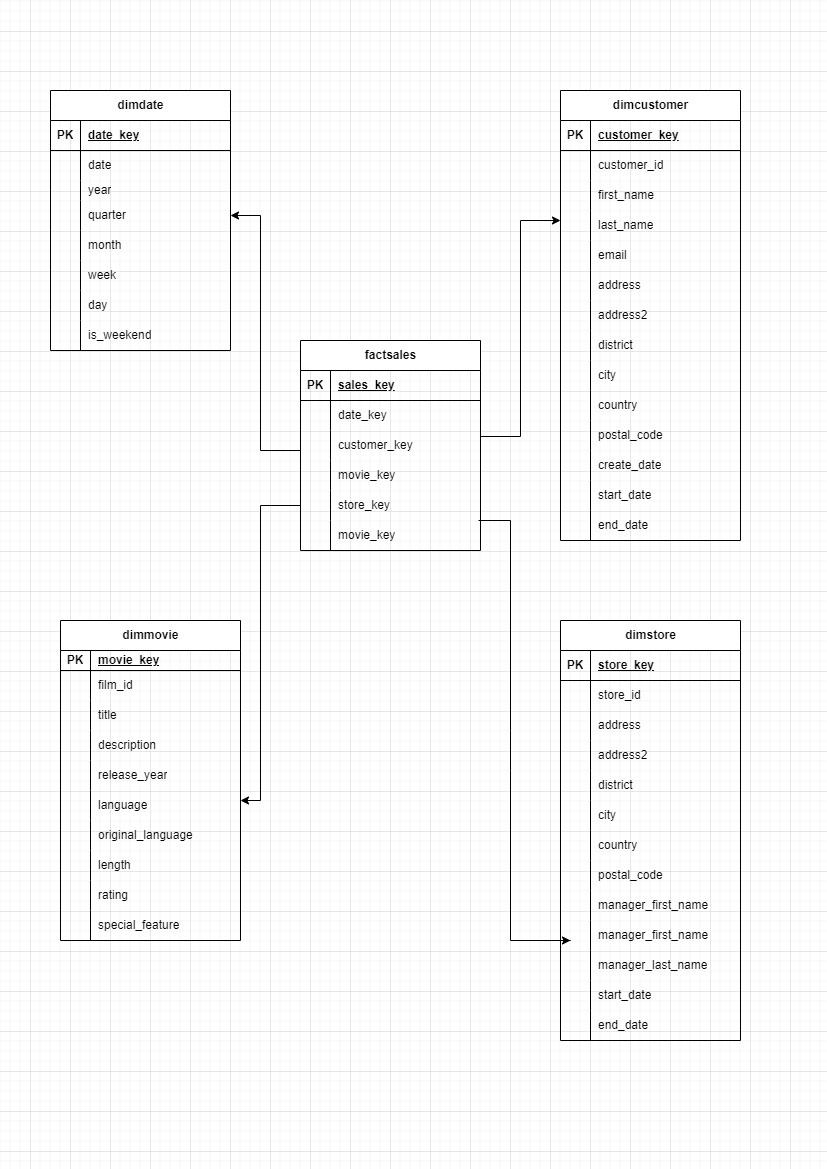 dimdate
PK date_key
date
year
quarter
month
week
day
is_weekend
dimcustomer
PK customer_key
customer_id
first_name
last_name
email
address
address2
district
city
country
postal_code
create_date
start_date
end_date
factsales
PK sales_key
date_key
customer_key
movie_key
store_key
movie_key
dimmovie
PK movie_key
film_id
title
description
release_year
language
original_language
length
rating
special_feature
dimstore
PK store_key
store_id
address
address2
district
city
country
postal_code
manager_first_name
manager_first_name
manager_last_name
start_date
end_date